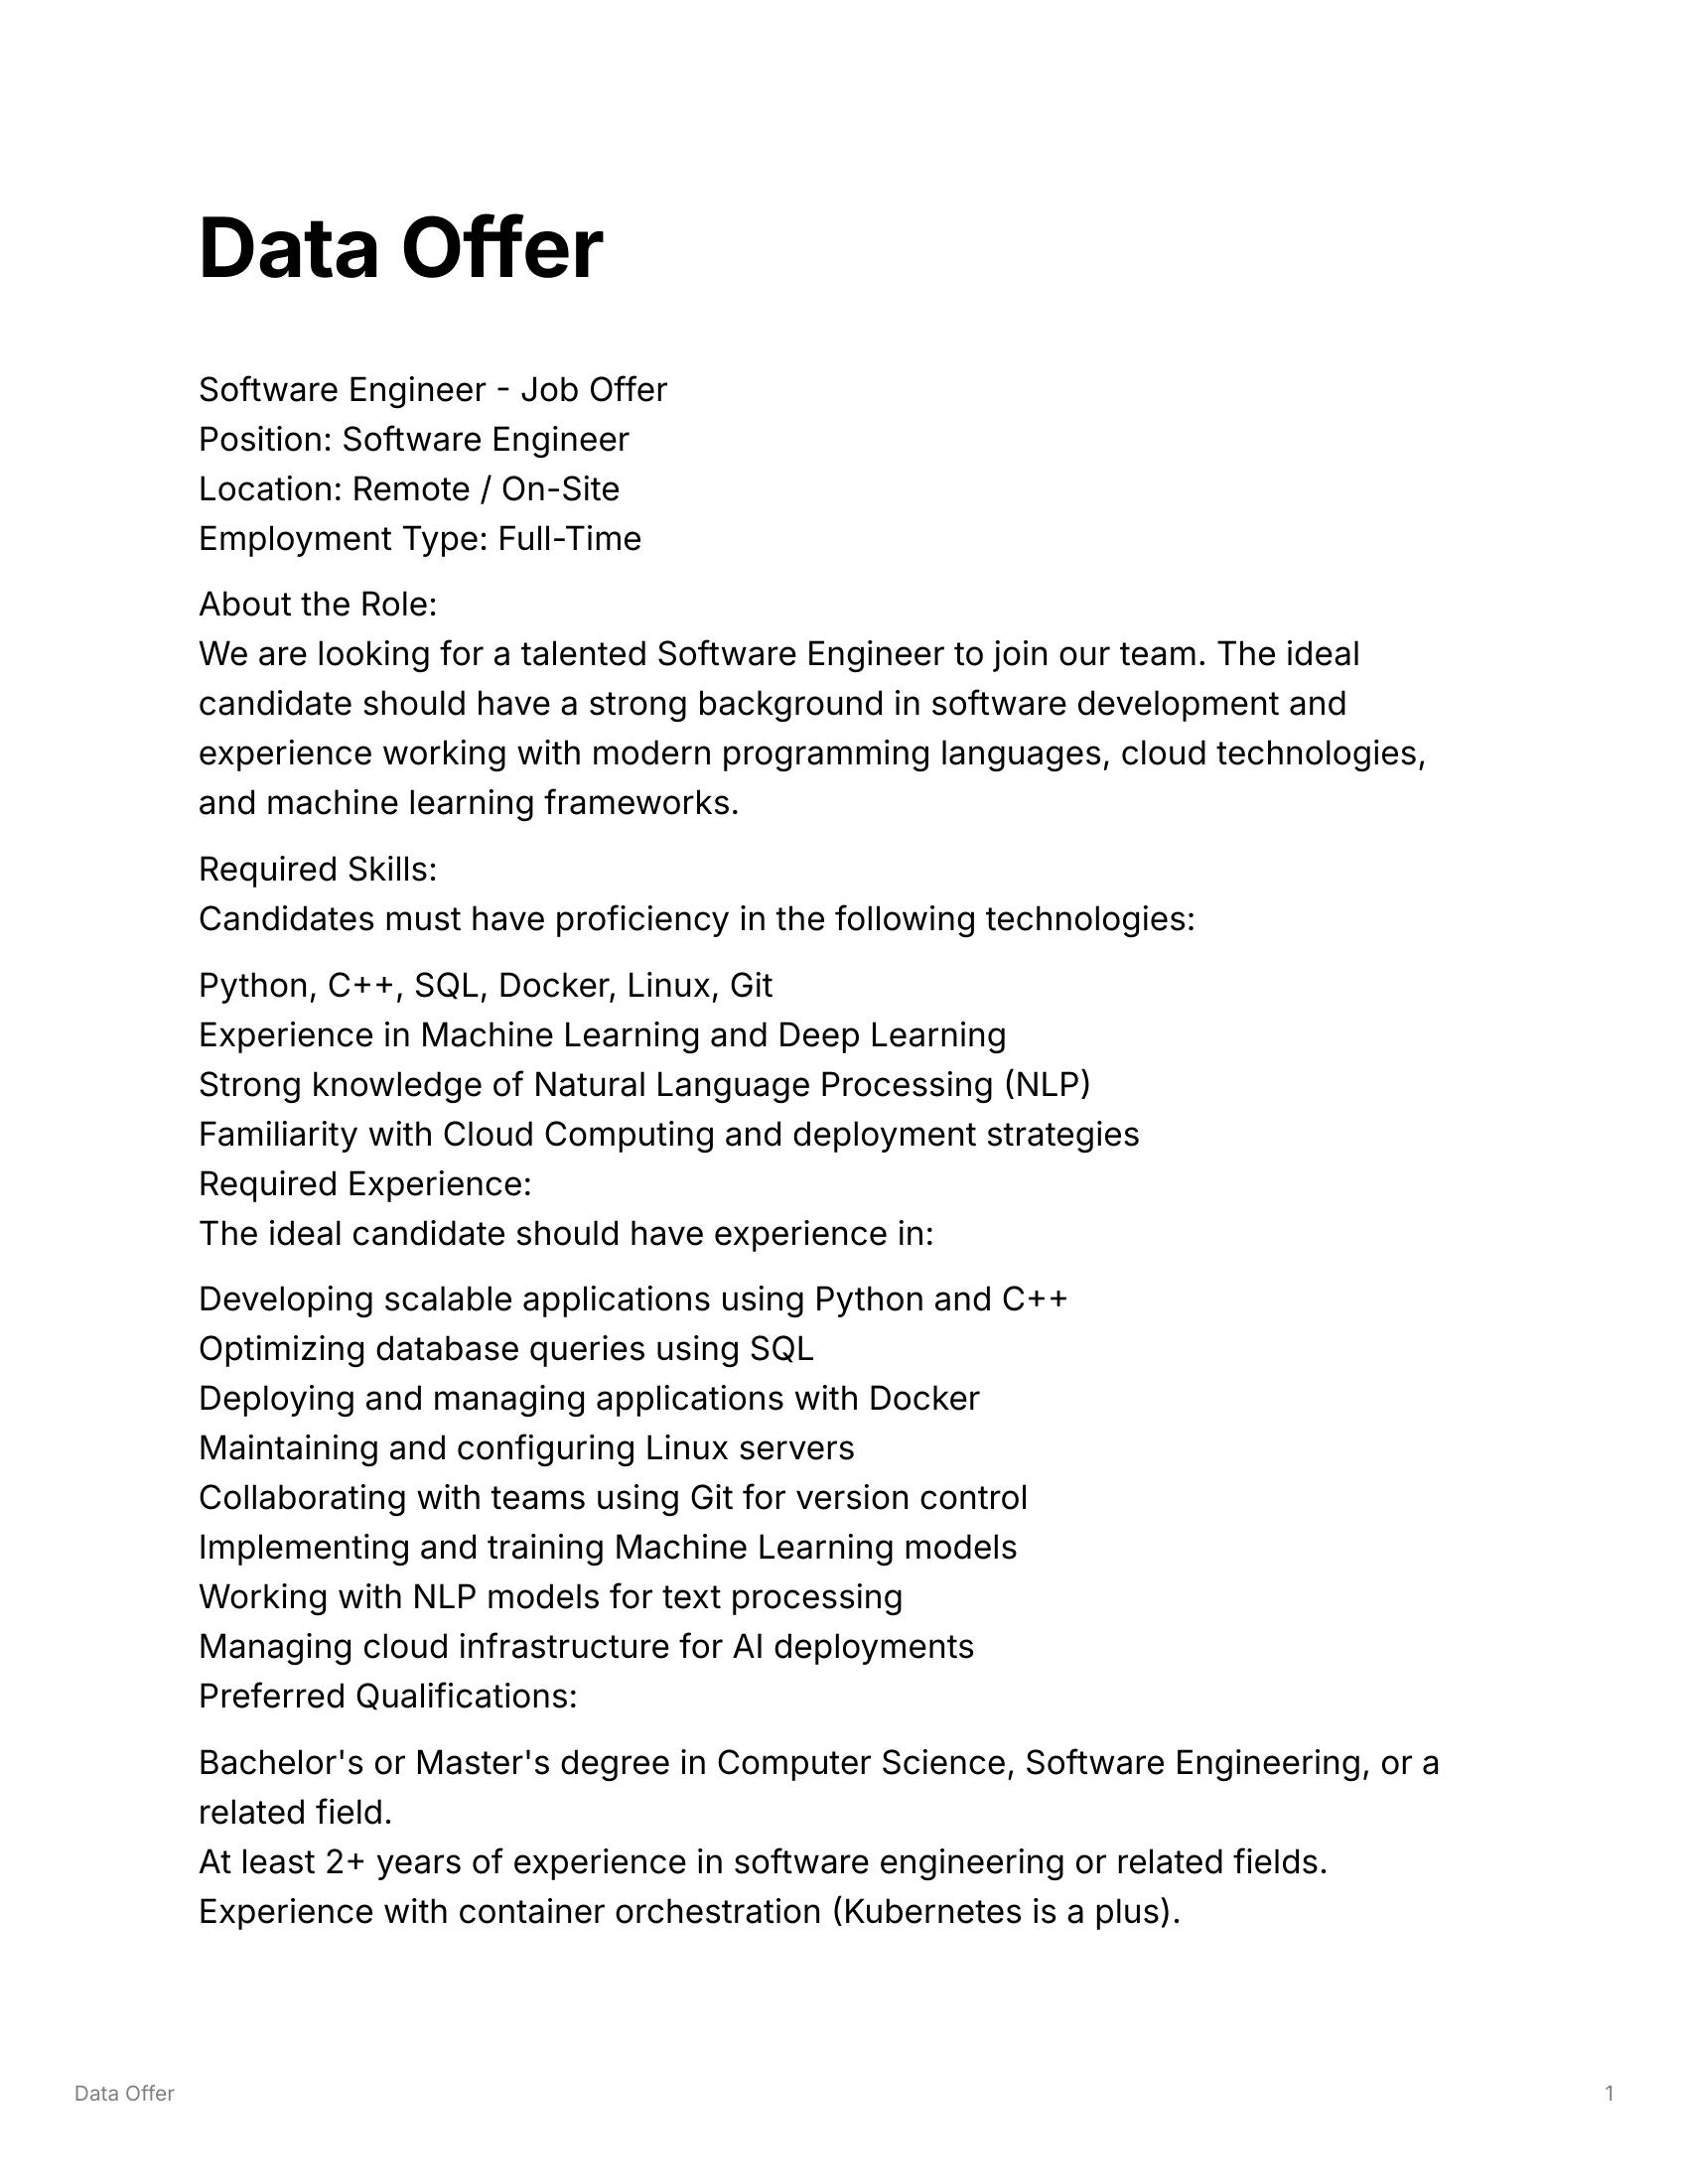 Data Offer
Software Engineer - Job Offer
Position: Software Engineer
Location: Remote / On-Site
Employment Type: Full-Time
About the Role:
We are looking for a talented Software Engineer to join our team. The ideal
candidate should have a strong background in software development and
experience working with modern programming languages, cloud technologies,
and machine learning frameworks.
Required Skills:
Candidates must have proficiency in the following technologies:
Python, C++, SQL, Docker, Linux, Git
Experience in Machine Learning and Deep Learning
Strong knowledge of Natural Language Processing (NLP)
Familiarity with Cloud Computing and deployment strategies
Required Experience:
The ideal candidate should have experience in:
Developing scalable applications using Python and C++
Optimizing database queries using SQL
Deploying and managing applications with Docker
Maintaining and configuring Linux servers
Collaborating with teams using Git for version control
Implementing and training Machine Learning models
Working with NLP models for text processing
Managing cloud infrastructure for AI deployments
Preferred Qualifications:
Bachelor's or Master's degree in Computer Science, Software Engineering, or a
related field.
At least 2+ years of experience in software engineering or related fields.
Experience with container orchestration (Kubernetes is a plus).
Data Offer
1